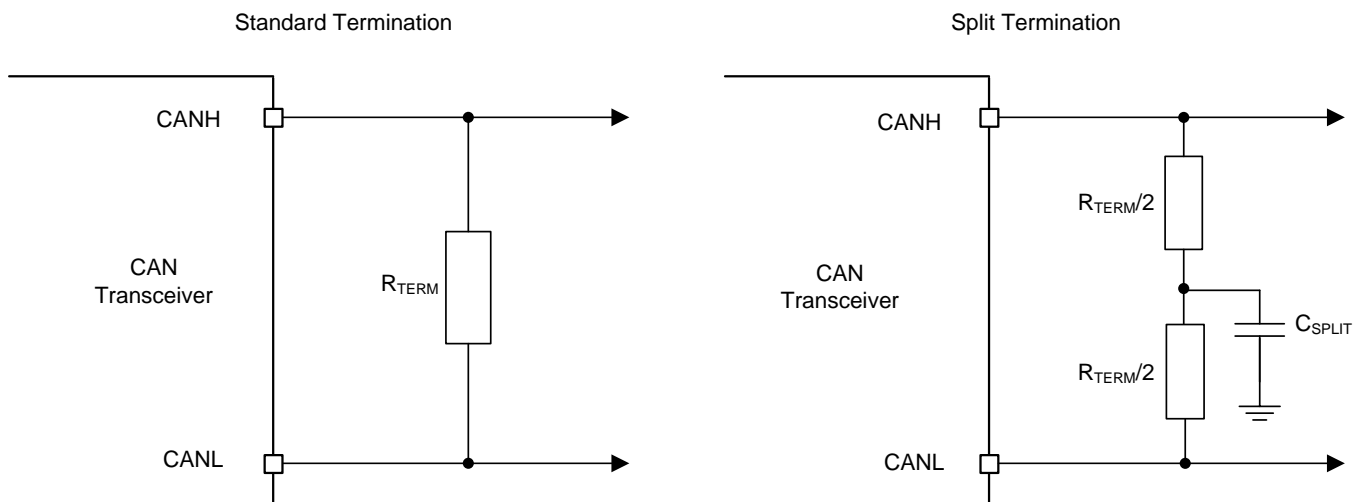 Standard Termination
CANH
CAN
Transceiver
RTERM
CANL
Split Termination
CANH
RTERM/2
CAN
Transceiver
CSPLIT
RTERM/2
CANL